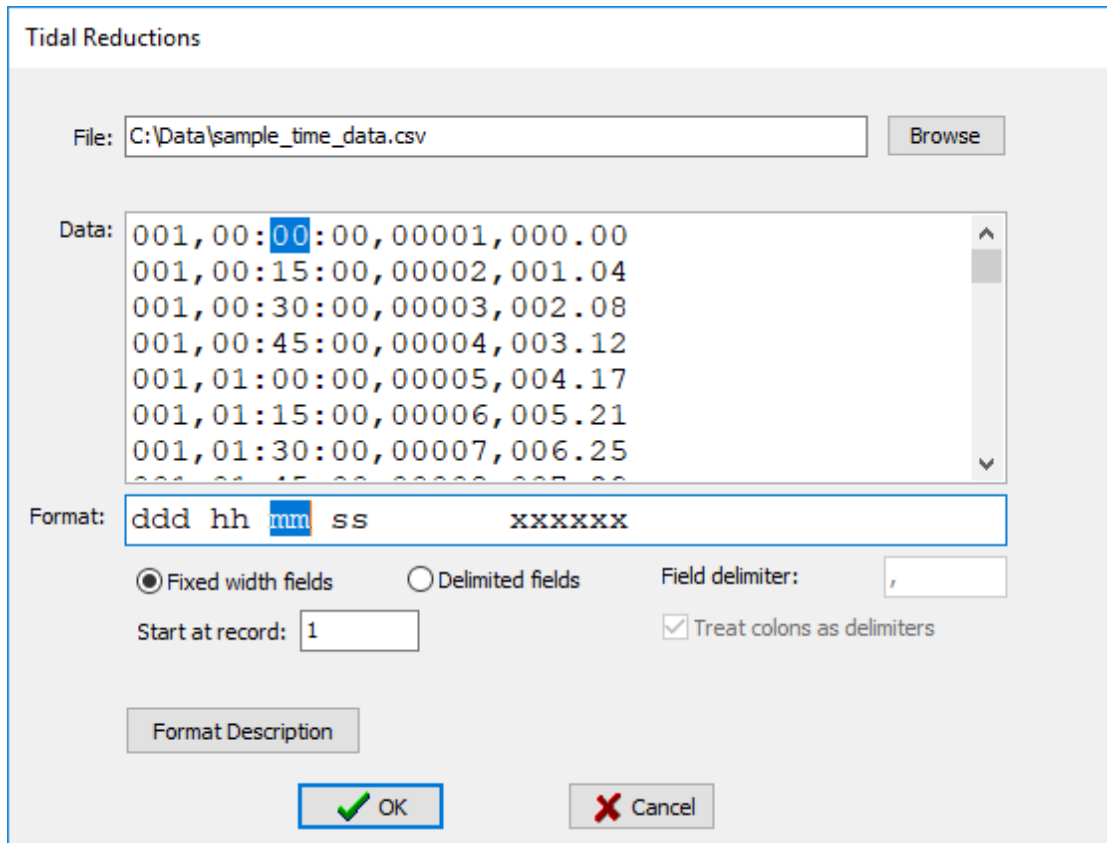 Tidal Reductions
File: C:\Data\sample_time_data.csv Browse
Data: 001,00:00:00,00001,000.00
001,00:15:00,00002,001.04
001,00:30:00,00003,002.08
001,00:45:00,00004,003.12
001,01:00:00,00005,004.17
001,01:15:00,00006,005.21
001,01:30:00,00007,006.25
Format: ddd hh mm ss xxxxxx
Fixed width fields Delimited fields Field delimiter: ,
Start at record: 1 Treat colons as delimiters
Format Description
OK Cancel